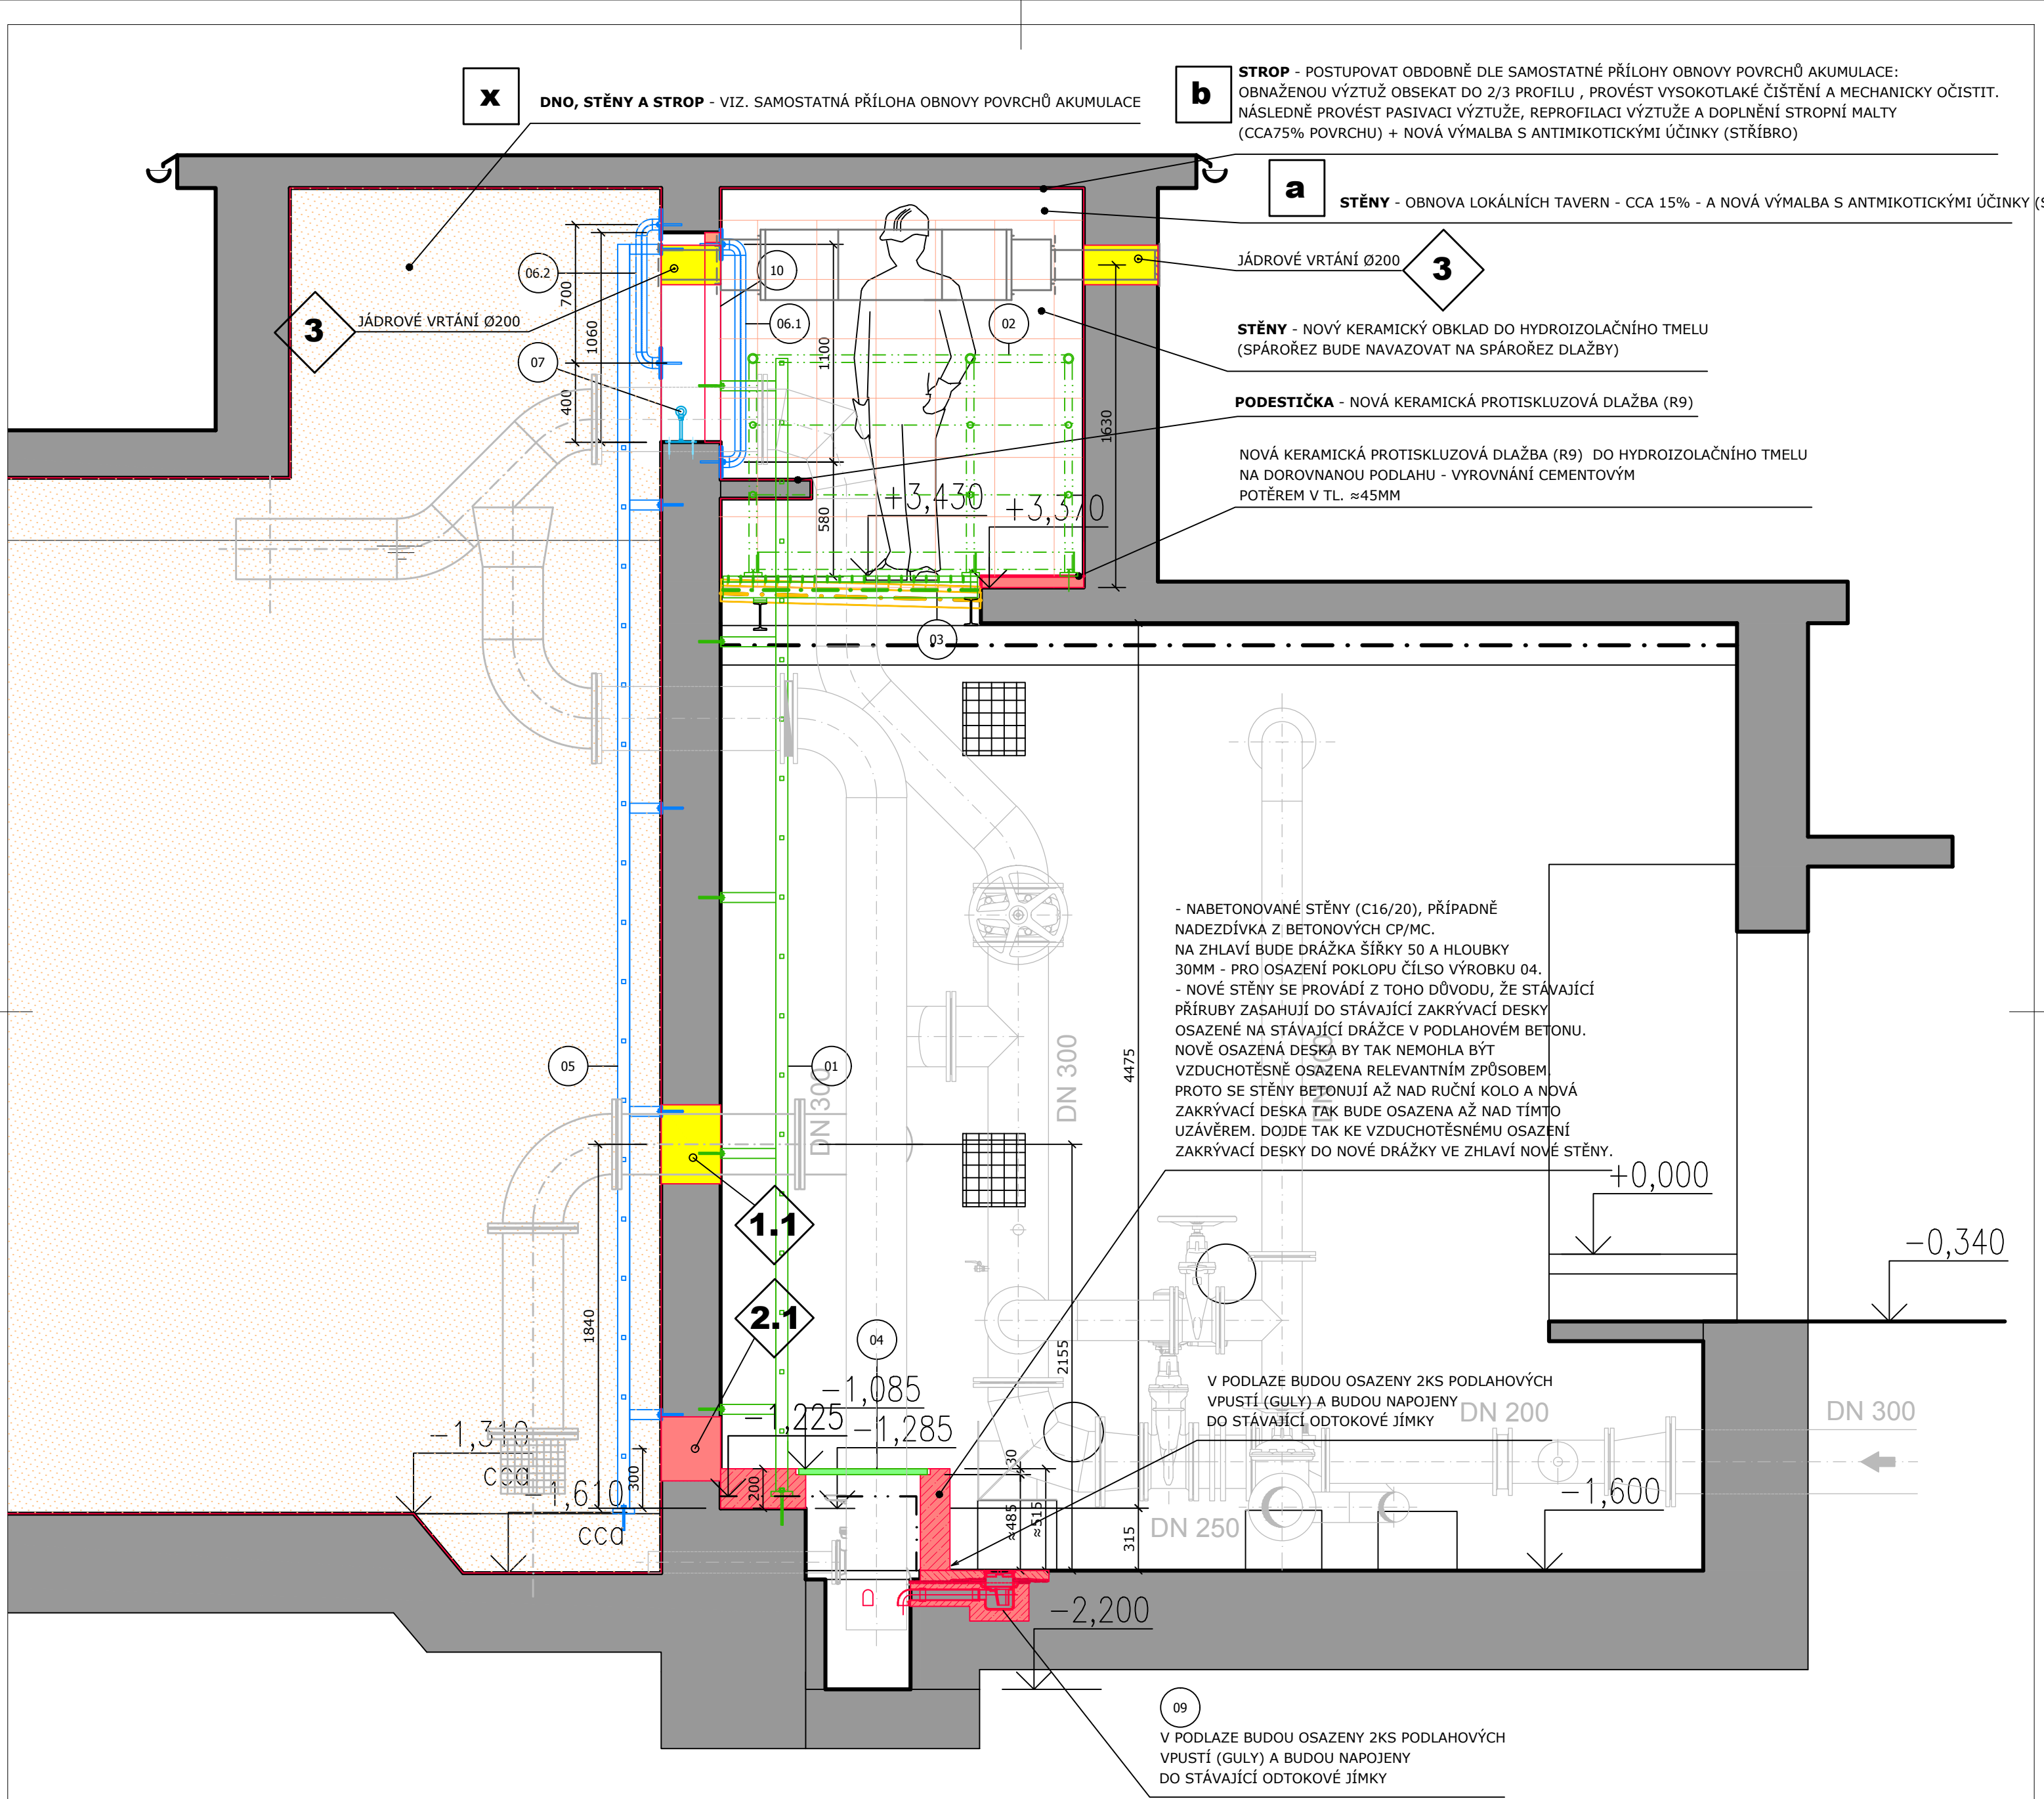 x
DNO, STĚNY A STROP - VIZ. SAMOSTATNÁ PŘÍLOHA OBNOVY POVRCHŮ AKUMULACE
b
STROP - POSTUPOVAT OBDOBNĚ DLE SAMOSTATNÉ PŘÍLOHY OBNOVY POVRCHŮ AKUMULACE:
OBNAŽENOU VÝZTUŽ OBSEKAT DO 2/3 PROFILU , PROVÉST VYSOKOTLAKÉ ČIŠTĚNÍ A MECHANICKY OČISTIT.
NÁSLEDNĚ PROVÉST PASIVACI VÝZTUŽE, REPROFILACI VÝZTUŽE A DOPLNĚNÍ STROPNÍ MALTY
(CCA75% POVRCHU) + NOVÁ VÝMALBA S ANTIMIKOTICKÝMI ÚČINKY (STŘÍBRO)
a
STĚNY - OBNOVA LOKÁLNÍCH TAVERN - CCA 15% - A NOVÁ VÝMALBA S ANTMIKOTICKÝMI ÚČINKY (S
JÁDROVÉ VRTÁNÍ Ø200
3
06.2
700
1060
10
3
JÁDROVÉ VRTÁNÍ Ø200
06.1
02
1100
07
400
STĚNY - NOVÝ KERAMICKÝ OBKLAD DO HYDROIZOLAČNÍHO TMELU
(SPÁROŘEZ BUDE NAVAZOVAT NA SPÁROŘEZ DLAŽBY)
PODESTIČKA - NOVÁ KERAMICKÁ PROTISKLUZOVÁ DLAŽBA (R9)
1630
NOVÁ KERAMICKÁ PROTISKLUZOVÁ DLAŽBA (R9) DO HYDROIZOLAČNÍHO TMELU
NA DOROVNANOU PODLAHU - VYROVNÁNÍ CEMENTOVÝM
POTĚREM V TL. ≈45MM
+3,430
+3,370
580
03
- NABETONOVANÉ STĚNY (C16/20), PŘÍPADNĚ
NADEZDÍVKA Z BETONOVÝCH CP/MC.
NA ZHLAVÍ BUDE DRÁŽKA ŠÍŘKY 50 A HLOUBKY
30MM - PRO OSAZENÍ POKLOPU ČÍLSO VÝROBKU 04.
- NOVÉ STĚNY SE PROVÁDÍ Z TOHO DŮVODU, ŽE STÁVAJÍCÍ
PŘÍRUBY ZASAHUJÍ DO STÁVAJÍCÍ ZAKRÝVACÍ DESKY
OSAZENÉ NA STÁVAJÍCÍ DRÁŽCE V PODLAHOVÉM BETONU.
NOVĚ OSAZENÁ DESKA BY TAK NEMOHLA BÝT
VZDUCHOTĚSNĚ OSAZENA RELEVANTNÍM ZPŮSOBEM.
PROTO SE STĚNY BETONUJÍ AŽ NAD RUČNÍ KOLO A NOVÁ
ZAKRÝVACÍ DESKA TAK BUDE OSAZENA AŽ NAD TÍMTO
UZÁVĚREM. DOJDE TAK KE VZDUCHOTĚSNÉMU OSAZENÍ
ZAKRÝVACÍ DESKY DO NOVÉ DRÁŽKY VE ZHLAVÍ NOVÉ STĚNY.
05
01
DN 300
DN 300
4475
+0,000
-0,340
1.1
2.1
1840
04
2155
-1,085
-1,225
-1,285
V PODLAZE BUDOU OSAZENY 2KS PODLAHOVÝCH
VPUSTÍ (GULY) A BUDOU NAPOJENY
DO STÁVAJÍCÍ ODTOKOVÉ JÍMKY
DN 200
DN 300
-1,310
cca
-1,610
cca
300
200
30
≈485
≈515
315
DN 250
-1,600
-2,200
09
V PODLAZE BUDOU OSAZENY 2KS PODLAHOVÝCH
VPUSTÍ (GULY) A BUDOU NAPOJENY
DO STÁVAJÍCÍ ODTOKOVÉ JÍMKY